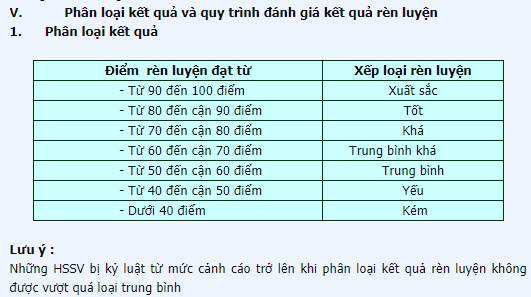 V. Phân loại kết quả và quy trình đánh giá kết quả rèn luyện
1. Phân loại kết quả
Điểm rèn luyện đạt từ Xếp loại rèn luyện
- Từ 90 đến 100 điểm Xuất sắc
- Từ 80 đến cận 90 điểm Tốt
- Từ 70 đến cận 80 điểm Khá
- Từ 60 đến cận 70 điểm Trung bình khá
- Từ 50 đến cận 60 điểm Trung bình
- Từ 40 đến cận 50 điểm Yếu
- Dưới 40 điểm Kém
Lưu ý :
Những HSSV bị kỷ luật từ mức cảnh cáo trở lên khi phân loại kết quả rèn luyện không
được vượt quá loại trung bình